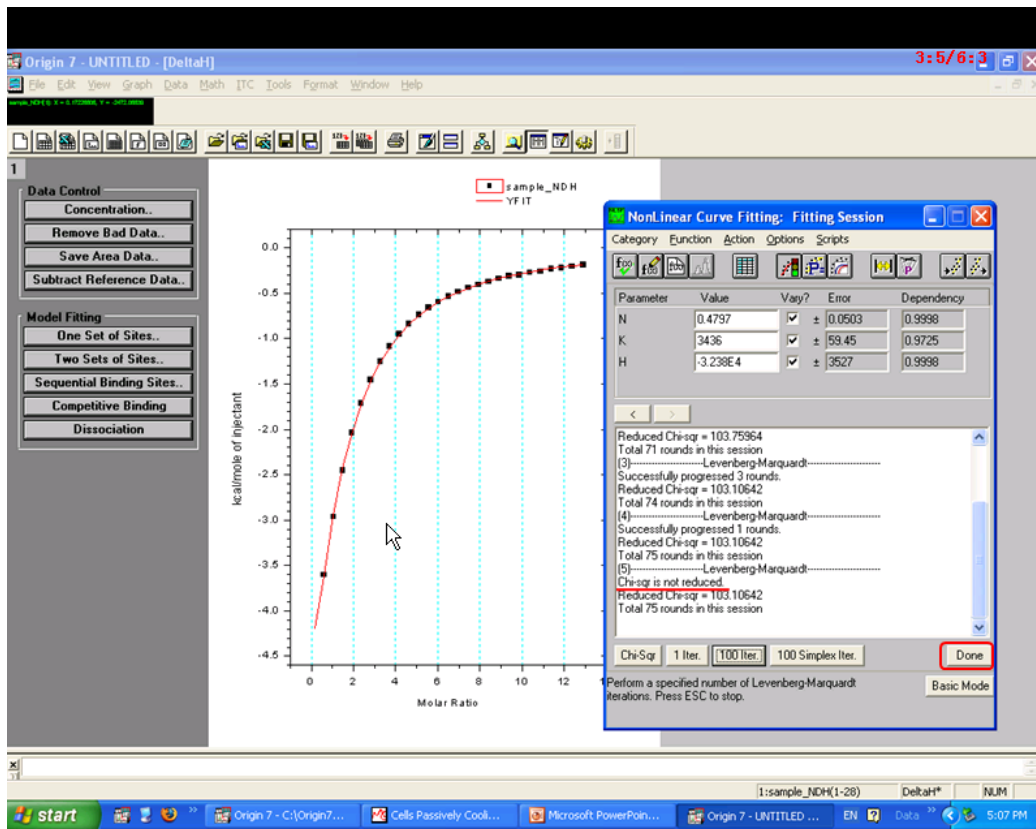 Origin 7 - UNTITLED - [DeltaH]
3:5/6:3
File Edit View Graph Data Math ITC Tools Format Window Help
1
Data Control
Concentration..
Remove Bad Data..
Save Area Data..
Subtract Reference Data..
Model Fitting
One Set of Sites..
Two Sets of Sites..
Sequential Binding Sites..
Competitive Binding
Dissociation
sample_NDH
YFIT
0.0
-0.5
-1.0
-1.5
-2.0
-2.5
-3.0
-3.5
-4.0
-4.5
kcal/mole of injectant
0 2 4 6 8 10 12
Molar Ratio
NonLinear Curve Fitting: Fitting Session
Category Function Action Options Scripts
Parameter Value Vary? Error Dependency
N 0.4797 ± 0.0503 0.9998
K 3436 ± 59.45 0.9725
H -3.238E4 ± 3527 0.9998
< >
Reduced Chi-sqr = 103.75964
Total 71 rounds in this session
(3)------------------------Levenberg-Marquardt------------------------
Successfully progressed 3 rounds.
Reduced Chi-sqr = 103.10642
Total 74 rounds in this session
(4)------------------------Levenberg-Marquardt------------------------
Successfully progressed 1 rounds.
Reduced Chi-sqr = 103.10642
Total 75 rounds in this session
(5)------------------------Levenberg-Marquardt------------------------
Chi-sqr is not reduced.
Reduced Chi-sqr = 103.10642
Total 75 rounds in this session
Chi-Sqr 1 Iter. 100 Iter. 100 Simplex Iter. Done
Perform a specified number of Levenberg-Marquardt
iterations. Press ESC to stop.
Basic Mode
1:sample_NDH(1-28) DeltaH* NUM
start Origin 7 - C:\Origin7... Cells Passively Cooli... Microsoft PowerPoin... Origin 7 - UNTITLED ... EN Data 5:07 PM